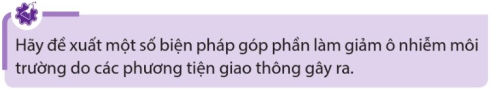 Hãy đề xuất một số biện pháp góp phần làm giảm ô nhiễm môi
trường do các phương tiện giao thông gây ra.